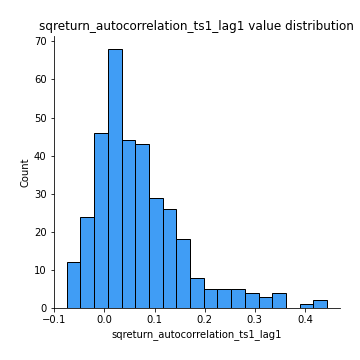 sqreturn_autocorrelation_ts1_lag1 value distribution
70
60
50
40
30
20
10
0
Count
−0.1 0.0 0.1 0.2 0.3 0.4
sqreturn_autocorrelation_ts1_lag1